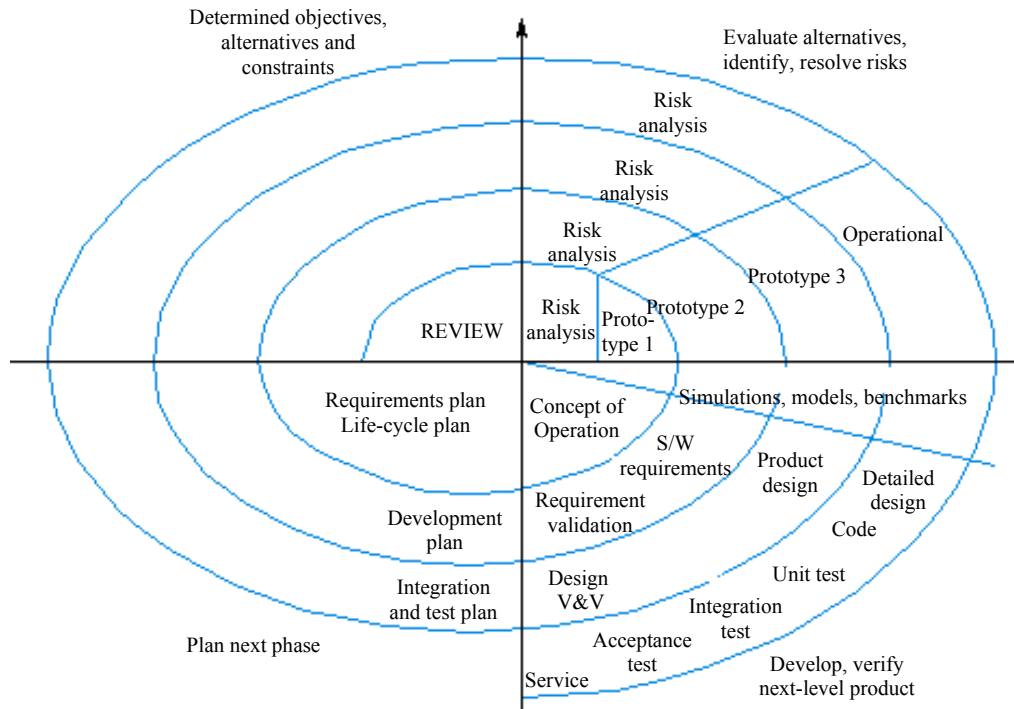 Determined objectives,
alternatives and
constraints
Evaluate alternatives,
identify, resolve risks
Risk
analysis
Risk
analysis
Risk
analysis
Operational
Prototype 3
Prototype 2
REVIEW
Risk
analysis
Proto-
type 1
Requirements plan
Life-cycle plan
Concept of
Operation
Simulations, models, benchmarks
S/W
requirements
Product
design
Detailed
design
Development
plan
Requirement
validation
Code
Integration
and test plan
Design
V&V
Unit test
Integration
test
Acceptance
test
Service
Plan next phase
Develop, verify
next-level product